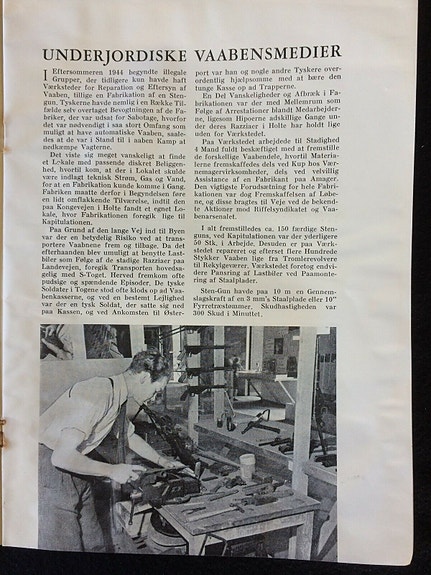 UNDERJORDISKE VAABENSMEDIER
I Eftersommeren 1944 begyndte illegale
Grupper, der tidligere kun havde haft
Værksteder for Reparation og Eftersyn af
Vaaben, tillige en Fabrikation af en Sten-
gun. Tyskerne havde nemlig i en Række Til-
fælde selv overtaget Bevogtningen af de Fa-
briker, der var udsat for Sabotage, hvorfor
det var nødvendigt i saa stort Omfang som
muligt at have automatiske Vaaben, saale-
des at de var i Stand til i aaben Kamp at
nedkæmpe Vagterne.
Det viste sig meget vanskeligt at finde
et Lokale med passende diskret Beliggen-
hed, hvortil kom, at der i Lokalet skulde
være indlagt teknisk Strøm, Gas og Vand,
for at en Fabrikation kunde komme i Gang.
Fabriken maatte derfor i Begyndelsen føre
en lidt omflakkende Tilværelse, indtil den
paa Kongevejen i Holte fandt et egnet Lo-
kale, hvor Fabrikationen foregik lige til
Kapitulationen.
Paa Grund af den lange Vej ind til Byen
var der en betydelig Risiko ved at transpor-
tere Vaabnene frem og tilbage. Da det
efterhaanden blev umuligt at benytte Last-
biler som Følge af de stadige Razziaer paa
Landevejen, foregik Transporten hovedsa-
gelig med S-Toget. Herved fremkom ofte
pudsige og spændende Episoder. De tyske
Soldater i Togene stod ofte klods op ad Vaa-
benkasserne, og ved en bestemt Lejlighed
var der en tysk Soldat, der satte sig ned
paa Kassen, og ved Ankomsten til Øster-
port var han og nogle andre Tyskere over-
ordentlig hjælpsomme med at bære den
tunge Kasse op ad Trapperne.
En Del Vanskeligheder og Afbræk i Fa-
brikationen var der med Mellemrum som
Følge af Arrestationer blandt Medarbejder-
ne, ligesom Hipoerne adskillige Gange un-
der deres Razziaer i Holte har holdt lige
uden for Værkstedet.
Paa Værkstedet arbejdede til Stadighed
4 Mand fuldt beskæftiget med at fremstille
de forskellige Vaabendele, hvortil Materia-
lerne fremskaffedes dels ved Kup hos Vær-
nemagervirksomheder, dels ved velvillig
Assistance af en Fabrikant paa Amager.
Den vigtigste Forudsætning for hele Fabri-
kationen var dog Fremskaffelsen af Løbe-
ne, og disse bragtes til Veje ved de bekend-
te Aktioner mod Riffelsyndikatet og Vaa-
benarsenalet.
I alt fremstilledes ca. 150 færdige Sten-
guns, ved Kapitulationen var der yderligere
50 Stk. i Arbejde. Desuden er paa Værk-
stedet repareret og efterset flere Hundrede
Stykker Vaaben lige fra Tromlerevolvere
til Rekylgeværer. Værkstedet foretog endvi-
dere Pansring af Lastbiler ved Paamonte-
ring af Staalplader.
Sten-Gun havde paa 10 m en Gennem-
slagskraft af en 3 mm's Staalplade eller 10"
Fyrretræstømmer. Skudhastigheden var
300 Skud i Minuttet.